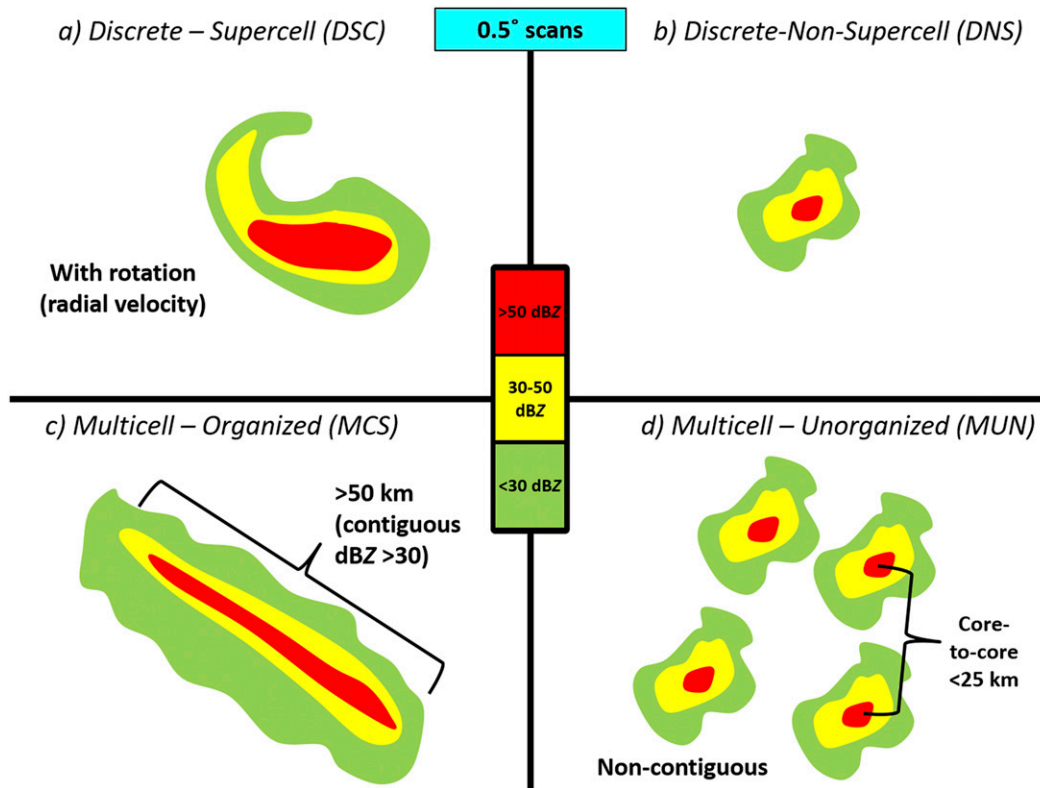 a) Discrete – Supercell (DSC)
0.5˚ scans
b) Discrete-Non-Supercell (DNS)
With rotation
(radial velocity)
>50 dBZ
30-50
dBZ
<30 dBZ
c) Multicell – Organized (MCS)
>50 km
(contiguous
dBZ >30)
d) Multicell – Unorganized (MUN)
Core-
to-core
<25 km
Non-contiguous